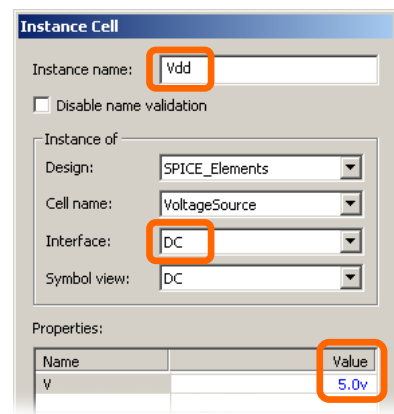 Instance Cell
Instance name: Vdd
Disable name validation
Instance of
Design: SPICE_Elements
Cell name: VoltageSource
Interface: DC
Symbol view: DC
Properties:
Name Value
V 5.0v